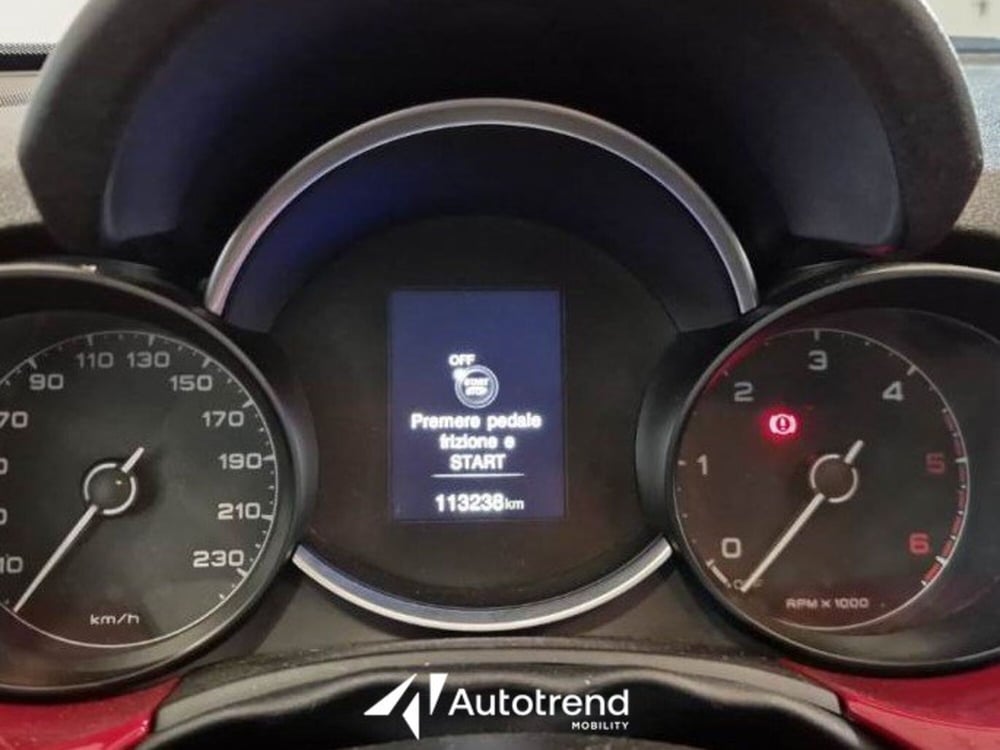 10
70
90
110
130
150
170
190
210
230
km/h
OFF
START
STOP
Premere pedale
frizione e
START
113238km
0
1
2
3
4
5
6
OFF
RPM x 1000
Autotrend
MOBILITY